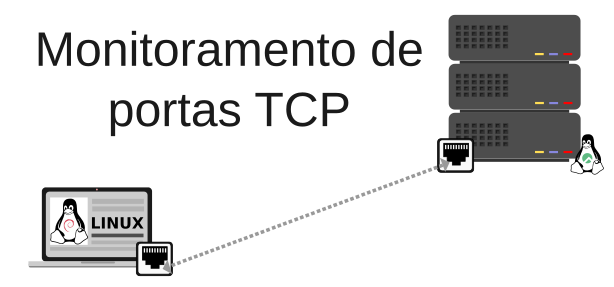 Monitoramento de
portas TCP
LINUX